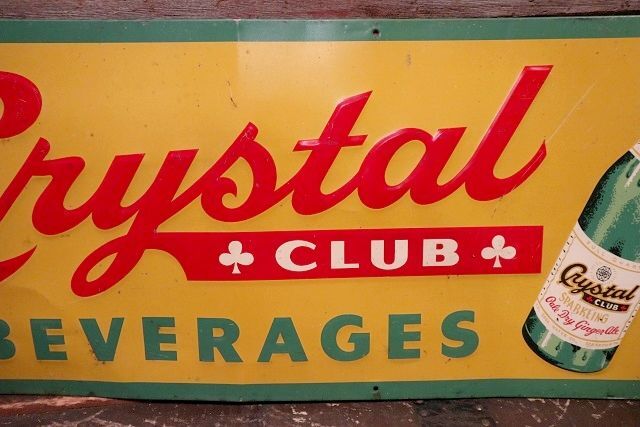 Crystal
CLUB
BEVERAGES
Crystal
CLUB
SPARKLING
Pale Dry Ginger Ale